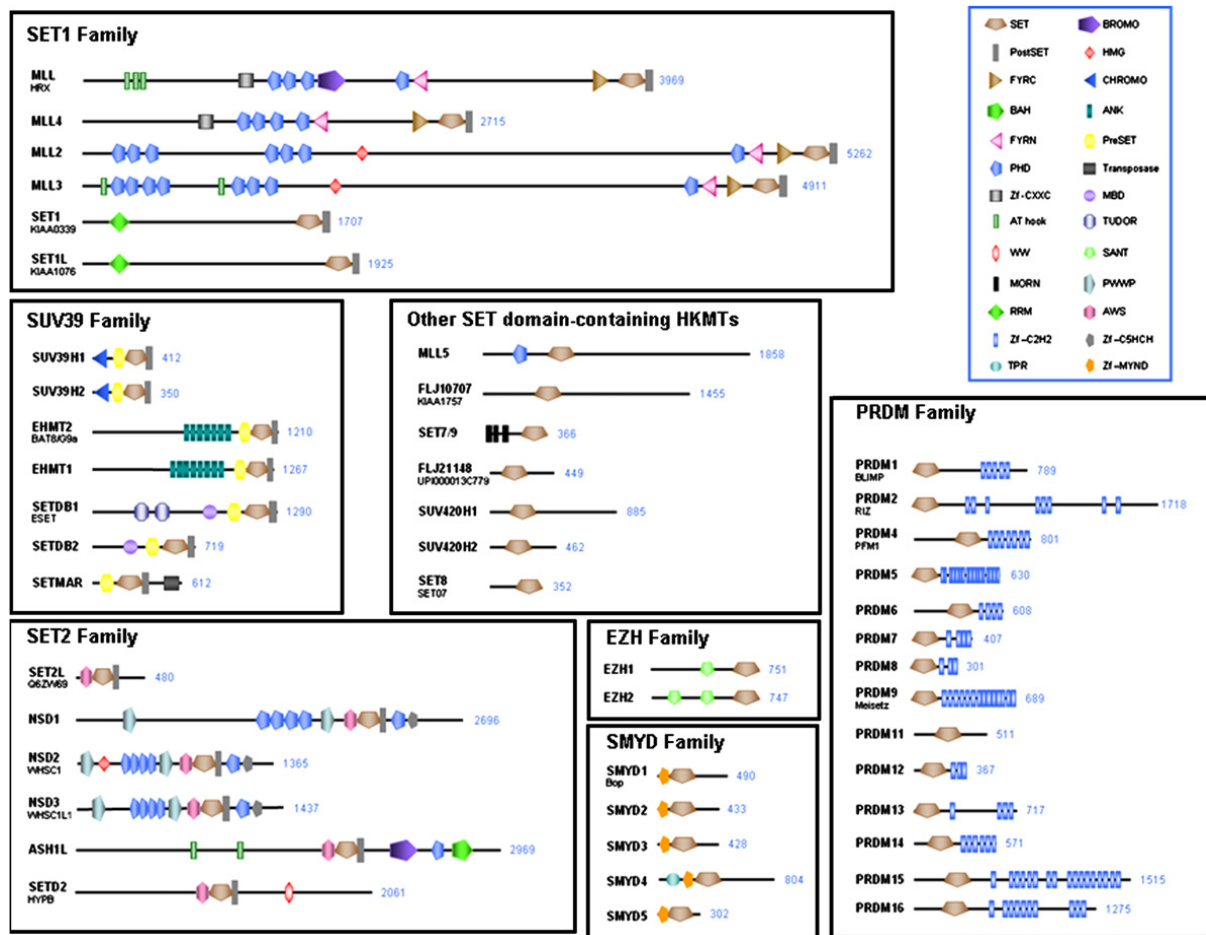 SET1 Family
MLL
HRX
3969
MLL4
2715
MLL2
5262
MLL3
4911
SET1
KIAA0339
1707
SET1L
KIAA1076
1925
SET
BROMO
PostSET
HMG
FYRC
CHROMO
BAH
ANK
FYRN
PreSET
PHD
Transposase
Zf-CXXC
MBD
AT hook
TUDOR
WW
SANT
MORN
PWWP
RRM
AWS
Zf-C2H2
Zf-C5HCH
TPR
Zf-MYND
SUV39 Family
SUV39H1
412
SUV39H2
350
EHMT2
BAT8/G9a
1210
EHMT1
1267
SETDB1
ESET
1290
SETDB2
719
SETMAR
612
Other SET domain-containing HKMTs
MLL5
1858
FLJ10707
KIAA1757
1455
SET7/9
366
FLJ21148
UPI000013C779
449
SUV420H1
885
SUV420H2
462
SET8
SET07
352
PRDM Family
PRDM1
BLIMP
789
PRDM2
RIZ
1718
PRDM4
PFM1
801
PRDM5
630
PRDM6
608
PRDM7
407
PRDM8
301
PRDM9
Meisetz
689
PRDM11
511
PRDM12
367
PRDM13
717
PRDM14
571
PRDM15
1515
PRDM16
1275
SET2 Family
SET2L
Q6ZW69
480
NSD1
2696
NSD2
WHSC1
1365
NSD3
WHSC1L1
1437
ASH1L
2969
SETD2
HYPB
2061
EZH Family
EZH1
751
EZH2
747
SMYD Family
SMYD1
Bop
490
SMYD2
433
SMYD3
428
SMYD4
804
SMYD5
302